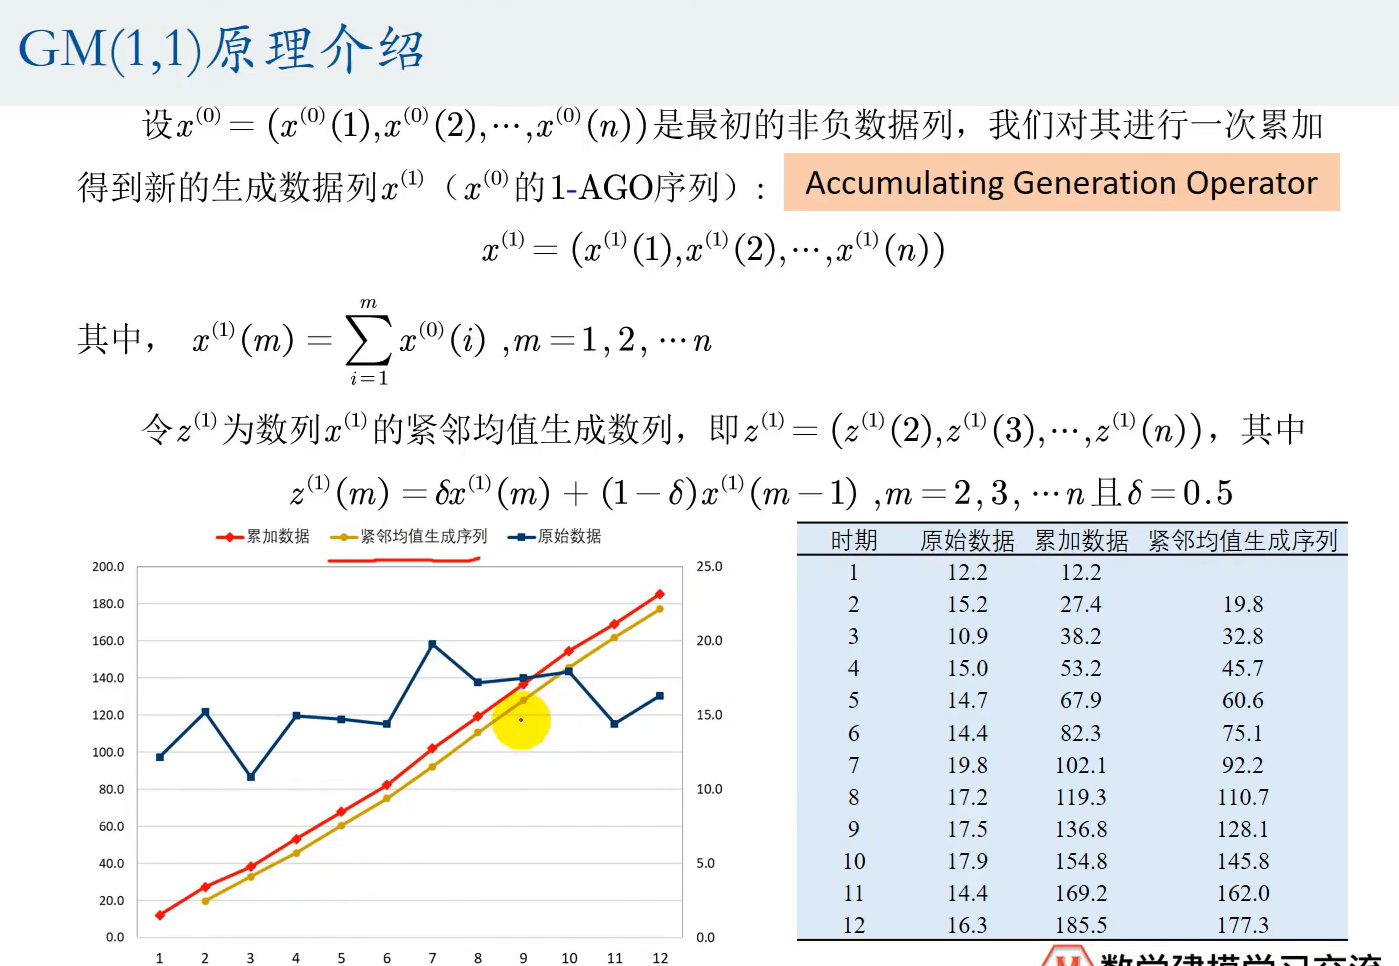 GM(1,1)原理介绍
设x⁽⁰⁾ = (x⁽⁰⁾(1),x⁽⁰⁾(2),⋯,x⁽⁰⁾(n))是最初的非负数据列，我们对其进行一次累加
得到新的生成数据列x⁽¹⁾（x⁽⁰⁾的1-AGO序列）: Accumulating Generation Operator
x⁽¹⁾ = (x⁽¹⁾(1),x⁽¹⁾(2),⋯,x⁽¹⁾(n))
其中， x⁽¹⁾(m) = ∑_{i=1}^{m} x⁽⁰⁾(i) ,m = 1, 2, ⋯n
令z⁽¹⁾为数列x⁽¹⁾的紧邻均值生成数列，即z⁽¹⁾ = (z⁽¹⁾(2),z⁽¹⁾(3),⋯,z⁽¹⁾(n))，其中
z⁽¹⁾(m) = δx⁽¹⁾(m) + (1−δ)x⁽¹⁾(m−1) ,m = 2, 3, ⋯n且δ = 0.5
累加数据 紧邻均值生成序列 原始数据
200.0 25.0
180.0
160.0 20.0
140.0
120.0 15.0
100.0
80.0 10.0
60.0
40.0 5.0
20.0
0.0 0.0
1 2 3 4 5 6 7 8 9 10 11 12
时期 原始数据 累加数据 紧邻均值生成序列
1 12.2 12.2
2 15.2 27.4 19.8
3 10.9 38.2 32.8
4 15.0 53.2 45.7
5 14.7 67.9 60.6
6 14.4 82.3 75.1
7 19.8 102.1 92.2
8 17.2 119.3 110.7
9 17.5 136.8 128.1
10 17.9 154.8 145.8
11 14.4 169.2 162.0
12 16.3 185.5 177.3
数学建模学习交流